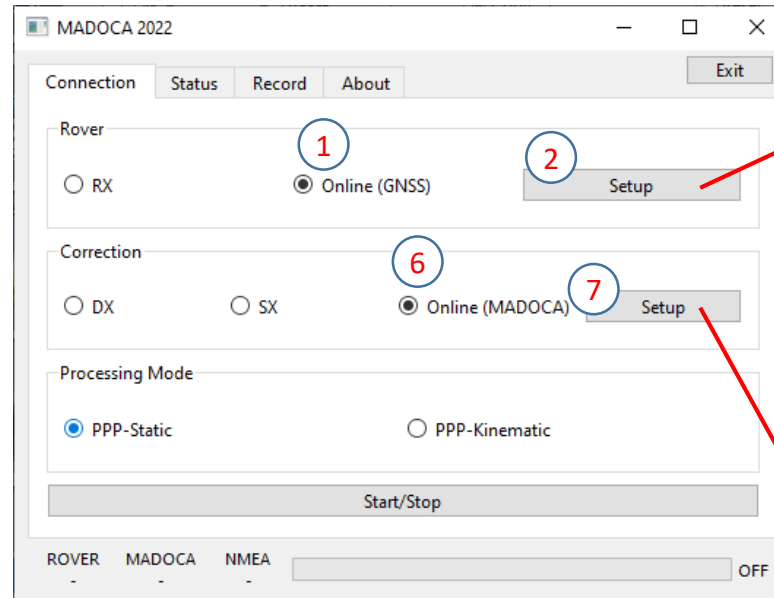 MADOCA 2022
Exit
Connection Status Record About
Rover
1
2
RX Online (GNSS) Setup
Correction
6
7
DX SX Online (MADOCA) Setup
Processing Mode
PPP-Static PPP-Kinematic
Start/Stop
ROVER MADOCA NMEA
- - - OFF